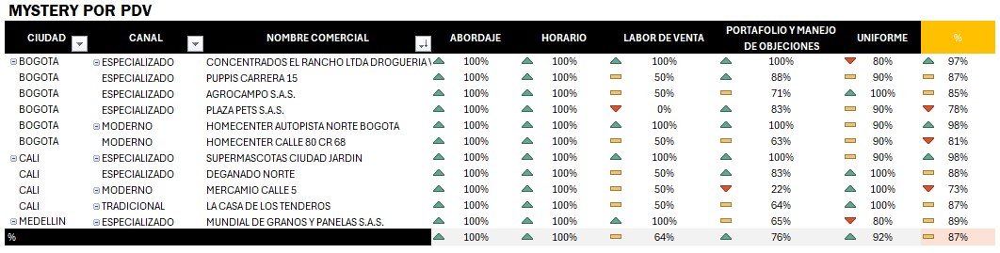 MYSTERY POR PDV
CIUDAD CANAL NOMBRE COMERCIAL ABORDAJE HORARIO LABOR DE VENTA PORTAFOLIO Y MANEJO DE OBJECIONES UNIFORME %
BOGOTA ESPECIALIZADO CONCENTRADOS EL RANCHO LTDA DROGUERIA 100% 100% 100% 100% 80% 97%
BOGOTA ESPECIALIZADO PUPPIS CARRERA 15 100% 100% 50% 88% 90% 87%
BOGOTA ESPECIALIZADO AGROCAMPO S.A.S. 100% 100% 50% 71% 100% 85%
BOGOTA ESPECIALIZADO PLAZA PETS S.A.S. 100% 100% 0% 83% 90% 78%
BOGOTA MODERNO HOMECENTER AUTOPISTA NORTE BOGOTA 100% 100% 100% 100% 90% 98%
BOGOTA MODERNO HOMECENTER CALLE 80 CR 68 100% 100% 50% 63% 90% 81%
CALI ESPECIALIZADO SUPERMASCOTAS CIUDAD JARDIN 100% 100% 100% 100% 90% 98%
CALI ESPECIALIZADO DEGANADO NORTE 100% 100% 50% 83% 100% 88%
CALI MODERNO MERCAMIO CALLE 5 100% 100% 50% 22% 100% 73%
CALI TRADICIONAL LA CASA DE LOS TENDEROS 100% 100% 50% 64% 100% 87%
MEDELLIN ESPECIALIZADO MUNDIAL DE GRANOS Y PANELAS S.A.S. 100% 100% 100% 65% 80% 89%
% 100% 100% 64% 76% 92% 87%